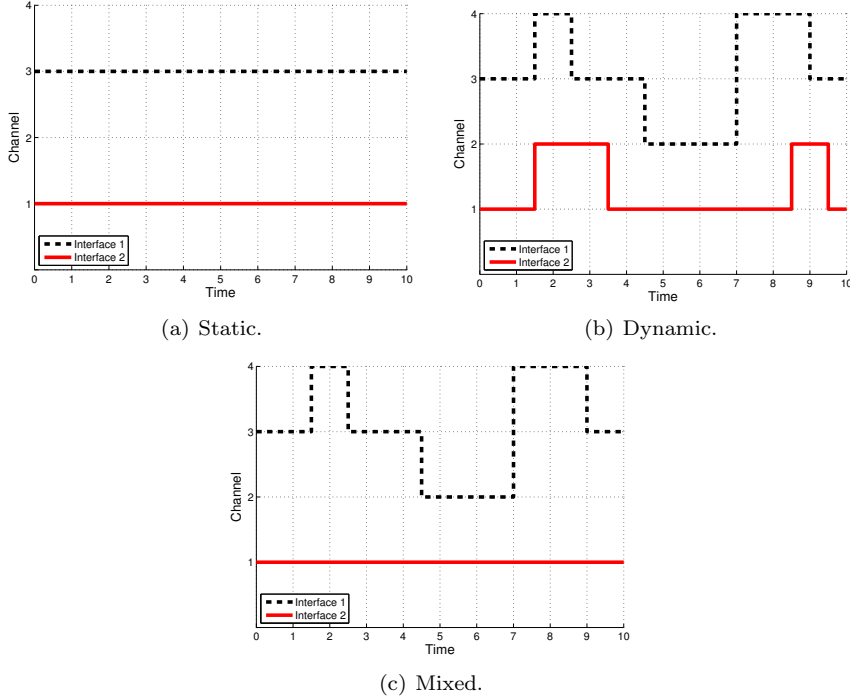 4
3
2
1
Channel
Interface 1
Interface 2
0 1 2 3 4 5 6 7 8 9 10
Time
(a) Static.
4
3
2
1
Channel
Interface 1
Interface 2
0 1 2 3 4 5 6 7 8 9 10
Time
(b) Dynamic.
4
3
2
1
Channel
Interface 1
Interface 2
0 1 2 3 4 5 6 7 8 9 10
Time
(c) Mixed.